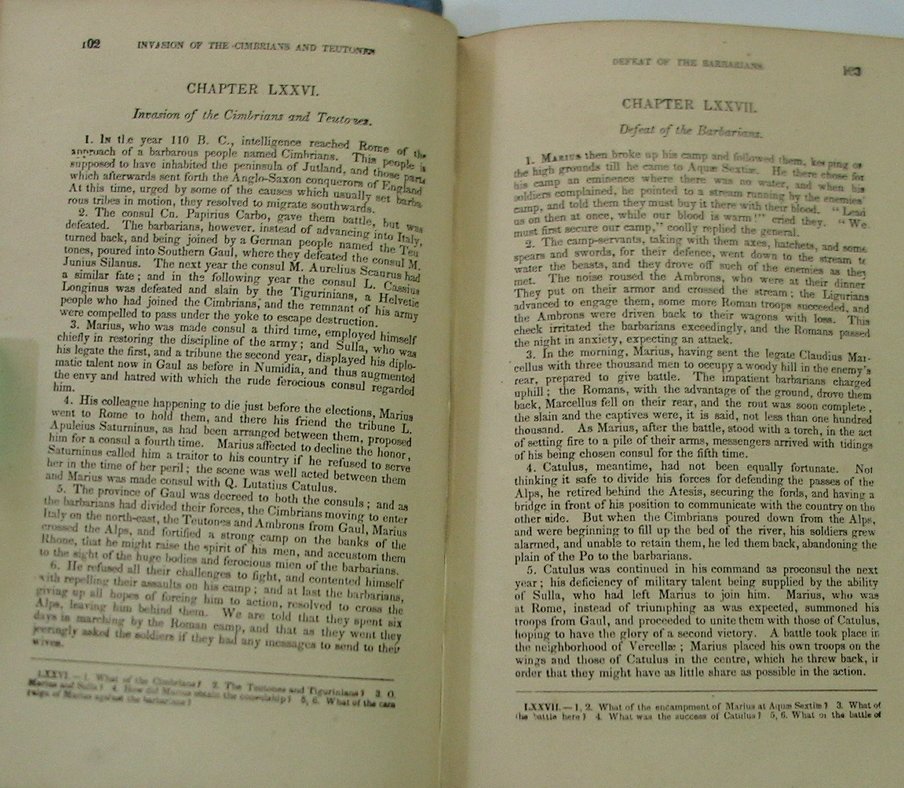 102 INVASION OF THE CIMBRIANS AND TEUTONES
CHAPTER LXXVI.
Invasion of the Cimbrians and Teutones.
1. In the year 110 B. C., intelligence reached Rome of the
approach of a barbarous people named Cimbrians. This people is
supposed to have inhabited the peninsula of Jutland, and those parts
which afterwards sent forth the Anglo-Saxon conquerors of England
At this time, urged by some of the causes which usually set barba
rous tribes in motion, they resolved to migrate southwards.
2. The consul Cn. Papirius Carbo, gave them battle, but was
defeated. The barbarians, however, instead of advancing into Italy,
turned back, and being joined by a German people named the Teu
tones, poured into Southern Gaul, where they defeated the consul M.
Junius Silanus. The next year the consul M. Aurelius Scaurus had
a similar fate; and in the following year the consul L. Cassius
Longinus was defeated and slain by the Tigurinians, a Helvetic
people who had joined the Cimbrians, and the remnant of his army
were compelled to pass under the yoke to escape destruction.
3. Marius, who was made consul a third time, employed himself
chiefly in restoring the discipline of the army; and Sulla, who was
his legate the first, and a tribune the second year, displayed his diplo-
matic talent now in Gaul as before in Numidia, and thus augmented
the envy and hatred with which the rude ferocious consul regarded
him.
4. His colleague happening to die just before the elections, Marius
went to Rome to hold them, and there his friend the tribune L.
Apuleius Saturninus, as had been arranged between them, proposed
him for a consul a fourth time. Marius affected to decline the honor,
Saturninus called him a traitor to his country if he refused to serve
her in the time of her peril; the scene was well acted between them
and Marius was made consul with Q. Lutatius Catulus.
5. The province of Gaul was decreed to both the consuls; and as
the barbarians had divided their forces, the Cimbrians moving to enter
Italy on the north-east, the Teutones and Ambrons from Gaul, Marius
crossed the Alps, and fortified a strong camp on the banks of the
Rhone, that he might raise the spirit of his men, and accustom them
to the sight of the huge bodies and ferocious mien of the barbarians.
6. He refused all their challenges to fight, and contented himself
with repelling their assaults on his camp; and at last the barbarians,
giving up all hopes of forcing him to action, resolved to cross the
Alps, leaving him behind them. We are told that they spent six
days in marching by the Roman camp, and that as they went they
jeeringly asked the soldiers if they had any messages to send to their
wives.
LXXVI.—1. What of the Cimbrians? 2. The Teutones and Tigurinians? 3. O.
Marius and Sulla? 4. How did Marius obtain the consulship? 5, 6. What of the cam
paign of Marius against the barbarians?
DEFEAT OF THE BARBARIANS. 103
CHAPTER LXXVII.
Defeat of the Barbarians.
1. Marius then broke up his camp and followed them, keeping on
the high grounds till he came to Aquæ Sextiæ. He there chose for
his camp an eminence where there was no water, and when his
soldiers complained, he pointed to a stream running by the enemies'
camp, and told them they must buy it there with their blood. "Lead
us on then at once, while our blood is warm!" cried they. "We
must first secure our camp," coolly replied the general.
2. The camp-servants, taking with them axes, hatchets, and some
spears and swords, for their defence, went down to the stream to
water the beasts, and they drove off such of the enemies as they
met. The noise roused the Ambrons, who were at their dinner
They put on their armor and crossed the stream; the Ligurians
advanced to engage them, some more Roman troops succeeded, and
the Ambrons were driven back to their wagons with loss. This
check irritated the barbarians exceedingly, and the Romans passed
the night in anxiety, expecting an attack.
3. In the morning, Marius, having sent the legate Claudius Mar-
cellus with three thousand men to occupy a woody hill in the enemy's
rear, prepared to give battle. The impatient barbarians charged
uphill; the Romans, with the advantage of the ground, drove them
back, Marcellus fell on their rear, and the rout was soon complete,
the slain and the captives were, it is said, not less than one hundred
thousand. As Marius, after the battle, stood with a torch, in the act
of setting fire to a pile of their arms, messengers arrived with tidings
of his being chosen consul for the fifth time.
4. Catulus, meantime, had not been equally fortunate. Not
thinking it safe to divide his forces for defending the passes of the
Alps, he retired behind the Atesis, securing the fords, and having a
bridge in front of his position to communicate with the country on the
other side. But when the Cimbrians poured down from the Alps,
and were beginning to fill up the bed of the river, his soldiers grew
alarmed, and unable to retain them, he led them back, abandoning the
plain of the Po to the barbarians.
5. Catulus was continued in his command as proconsul the next
year; his deficiency of military talent being supplied by the ability
of Sulla, who had left Marius to join him. Marius, who was
at Rome, instead of triumphing as was expected, summoned his
troops from Gaul, and proceeded to unite them with those of Catulus,
hoping to have the glory of a second victory. A battle took place in
the neighborhood of Vercellæ; Marius placed his own troops on the
wings and those of Catulus in the centre, which he threw back, in
order that they might have as little share as possible in the action.
LXXVII.—1, 2. What of the encampment of Marius at Aquæ Sextiæ? 3. What of
the battle here? 4. What was the success of Catulus? 5, 6. What of the battle of